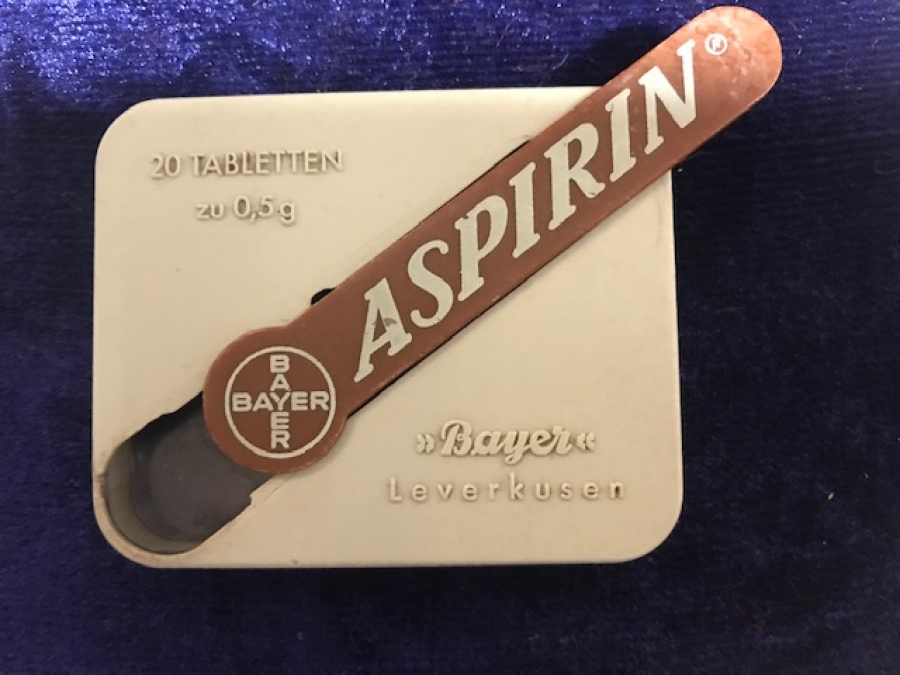 20 TABLETTEN
zu 0,5 g
ASPIRIN®
BAYER
BAYER
»Bayer«
Leverkusen